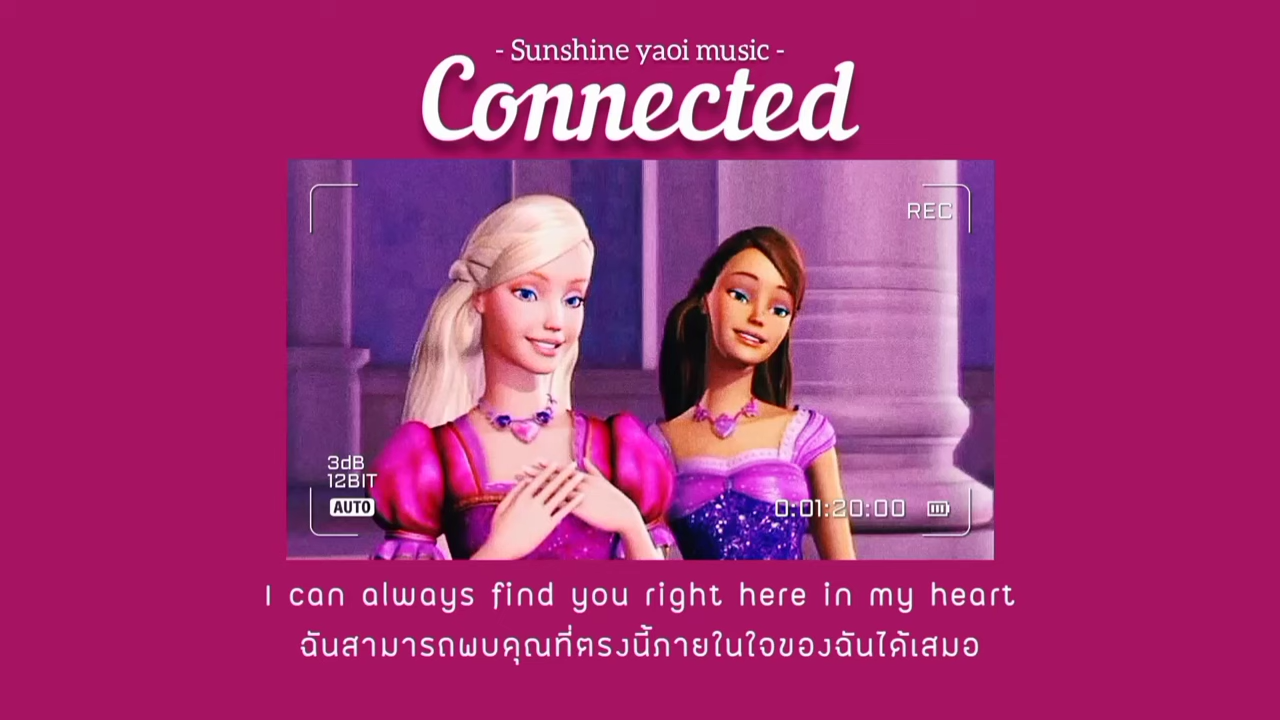 - Sunshine yaoi music -
Connected
REC
3dB
12BIT
AUTO
0:01:20:00
I can always find you right here in my heart
ฉันสามารถพบคุณที่ตรงนี้ภายในใจของฉันได้เสมอ